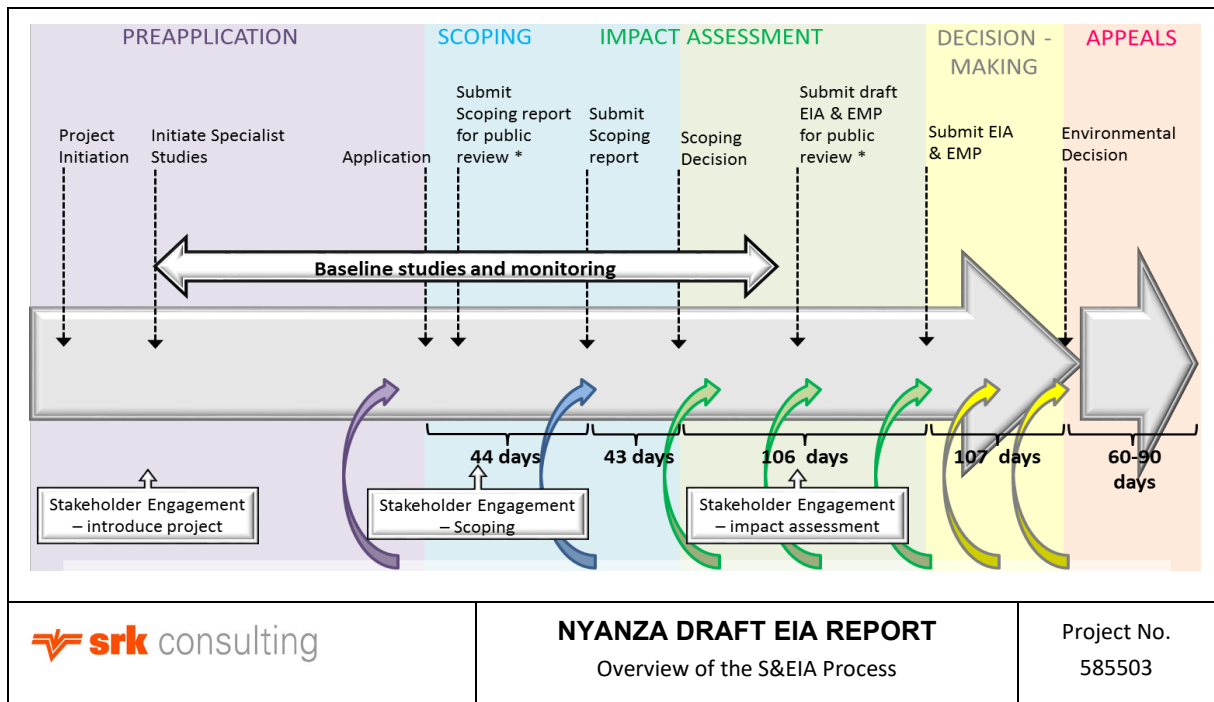 PREAPPLICATION
SCOPING
IMPACT ASSESSMENT
DECISION -
MAKING
APPEALS
Project
Initiation
Initiate Specialist
Studies
Application
Submit
Scoping report
for public
review *
Submit
Scoping
report
Scoping
Decision
Submit draft
EIA & EMP
for public
review *
Submit EIA
& EMP
Environmental
Decision
Baseline studies and monitoring
44 days
43 days
106 days
107 days
60-90
days
Stakeholder Engagement
– introduce project
Stakeholder Engagement
– Scoping
Stakeholder Engagement
– impact assessment
srk consulting
NYANZA DRAFT EIA REPORT
Overview of the S&EIA Process
Project No.
585503